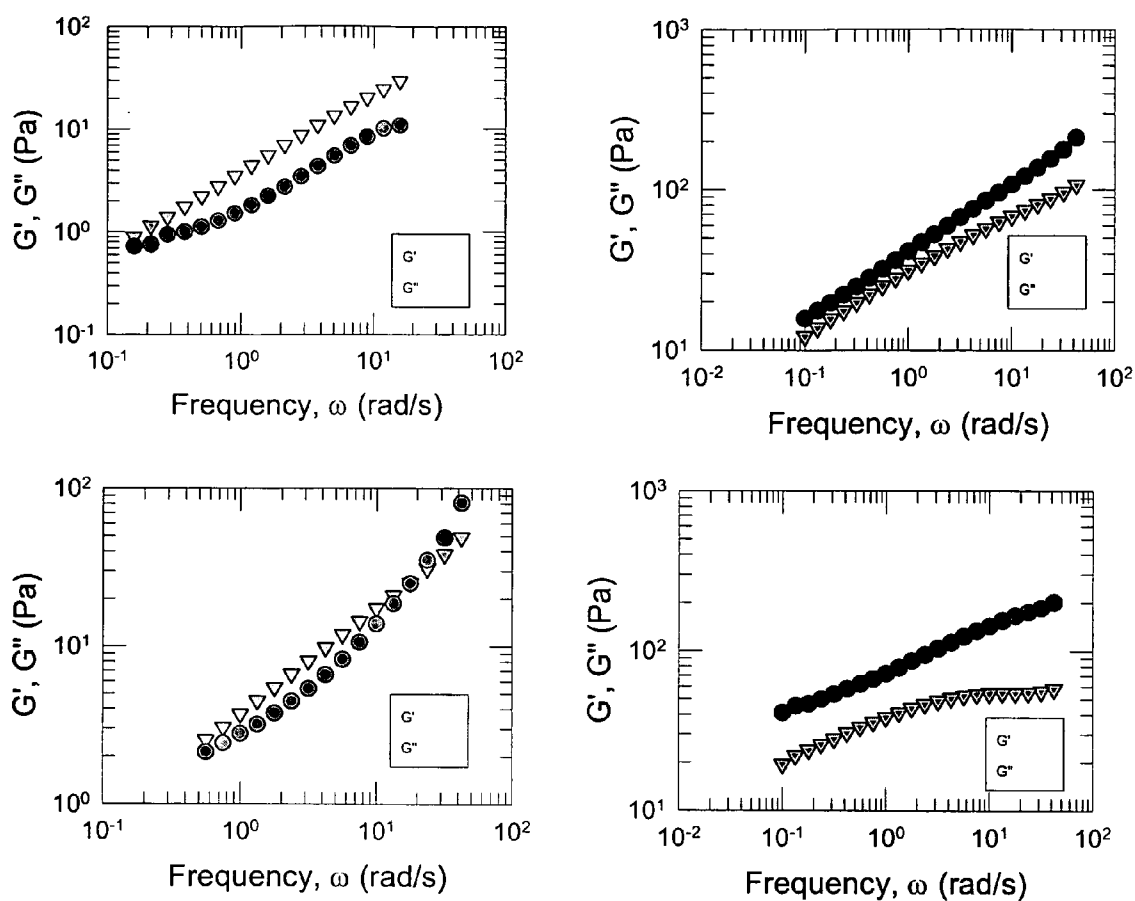 10²
10¹
10⁰
10⁻¹
G', G" (Pa)
G'
G"
10⁻¹ 10⁰ 10¹ 10²
Frequency, ω (rad/s)
10³
10²
10¹
G', G" (Pa)
G'
G"
10⁻² 10⁻¹ 10⁰ 10¹ 10²
Frequency, ω (rad/s)
10²
10¹
10⁰
G', G" (Pa)
G'
G"
10⁻¹ 10⁰ 10¹ 10²
Frequency, ω (rad/s)
10³
10²
10¹
G', G" (Pa)
G'
G"
10⁻² 10⁻¹ 10⁰ 10¹ 10²
Frequency, ω (rad/s)